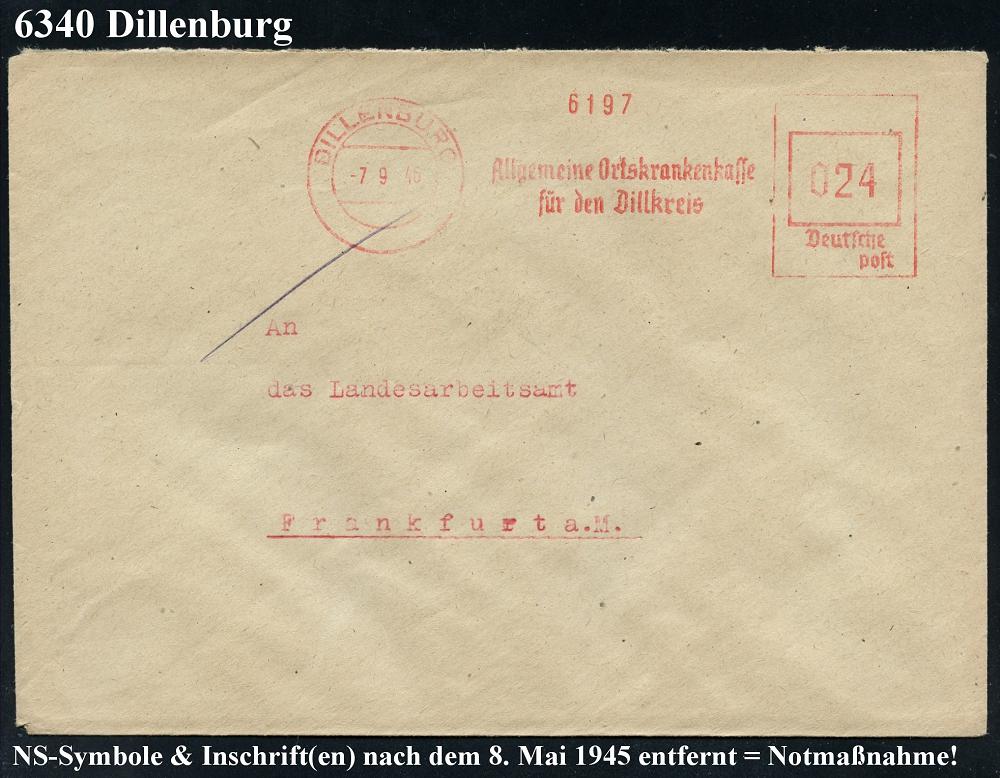 6340 Dillenburg
6197
DILLENBURG
-7 9 46
Allgemeine Ortskrankenkasse
für den Dillkreis
024
Deutsche
post
An
das Landesarbeitsamt
Frankfurt a.M.
NS-Symbole & Inschrift(en) nach dem 8. Mai 1945 entfernt = Notmaßnahme!